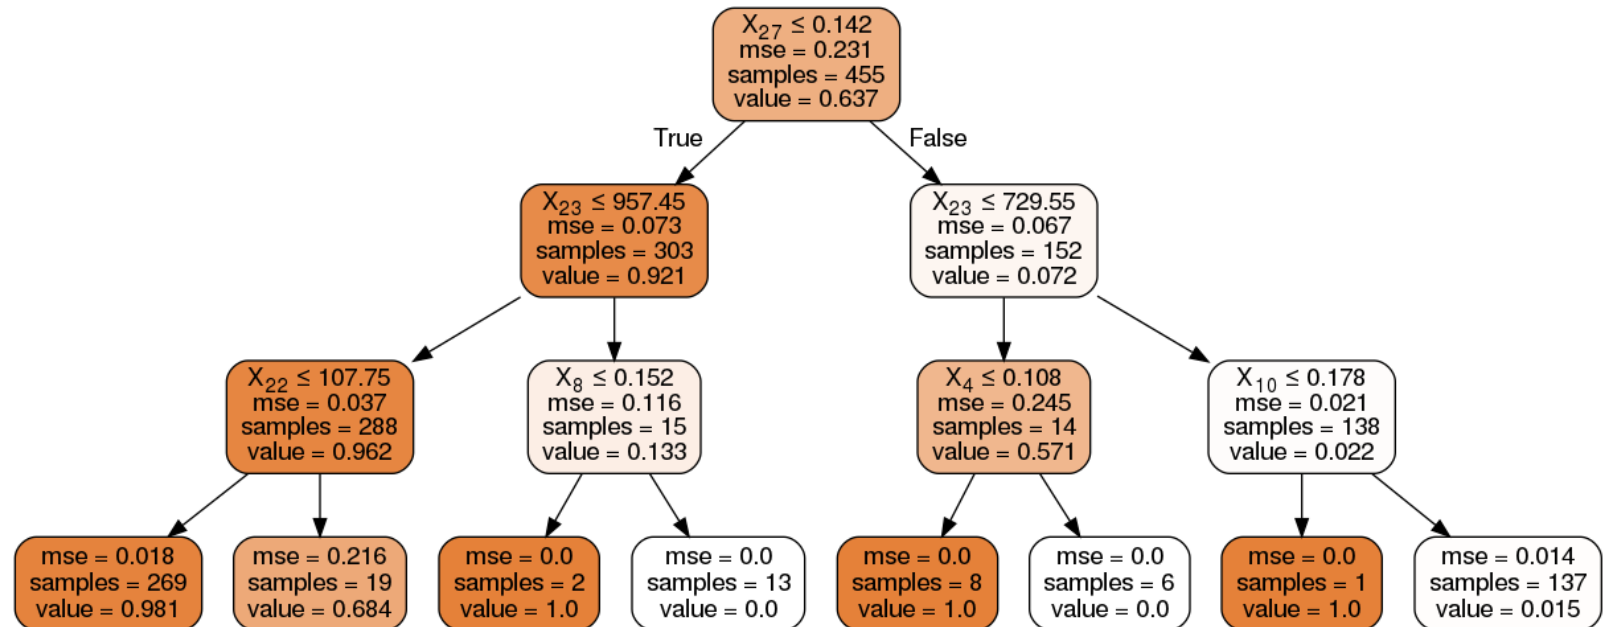 X27 ≤ 0.142
mse = 0.231
samples = 455
value = 0.637
True
False
X23 ≤ 957.45
mse = 0.073
samples = 303
value = 0.921
X23 ≤ 729.55
mse = 0.067
samples = 152
value = 0.072
X22 ≤ 107.75
mse = 0.037
samples = 288
value = 0.962
X8 ≤ 0.152
mse = 0.116
samples = 15
value = 0.133
X4 ≤ 0.108
mse = 0.245
samples = 14
value = 0.571
X10 ≤ 0.178
mse = 0.021
samples = 138
value = 0.022
mse = 0.018
samples = 269
value = 0.981
mse = 0.216
samples = 19
value = 0.684
mse = 0.0
samples = 2
value = 1.0
mse = 0.0
samples = 13
value = 0.0
mse = 0.0
samples = 8
value = 1.0
mse = 0.0
samples = 6
value = 0.0
mse = 0.0
samples = 1
value = 1.0
mse = 0.014
samples = 137
value = 0.015